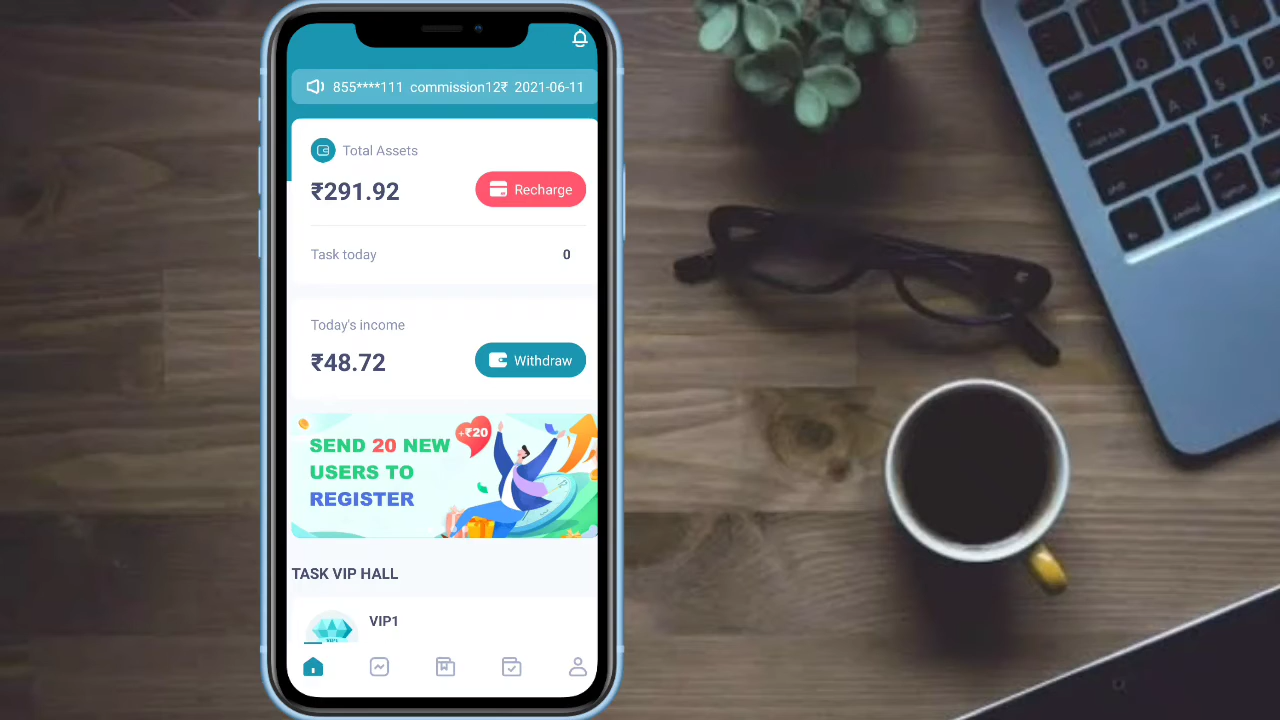 855****111 commission12₹ 2021-06-11
Total Assets
₹291.92
Recharge
Task today
0
Today's income
₹48.72
Withdraw
+₹20
SEND 20 NEW
USERS TO
REGISTER
TASK VIP HALL
VIP1
VIP1